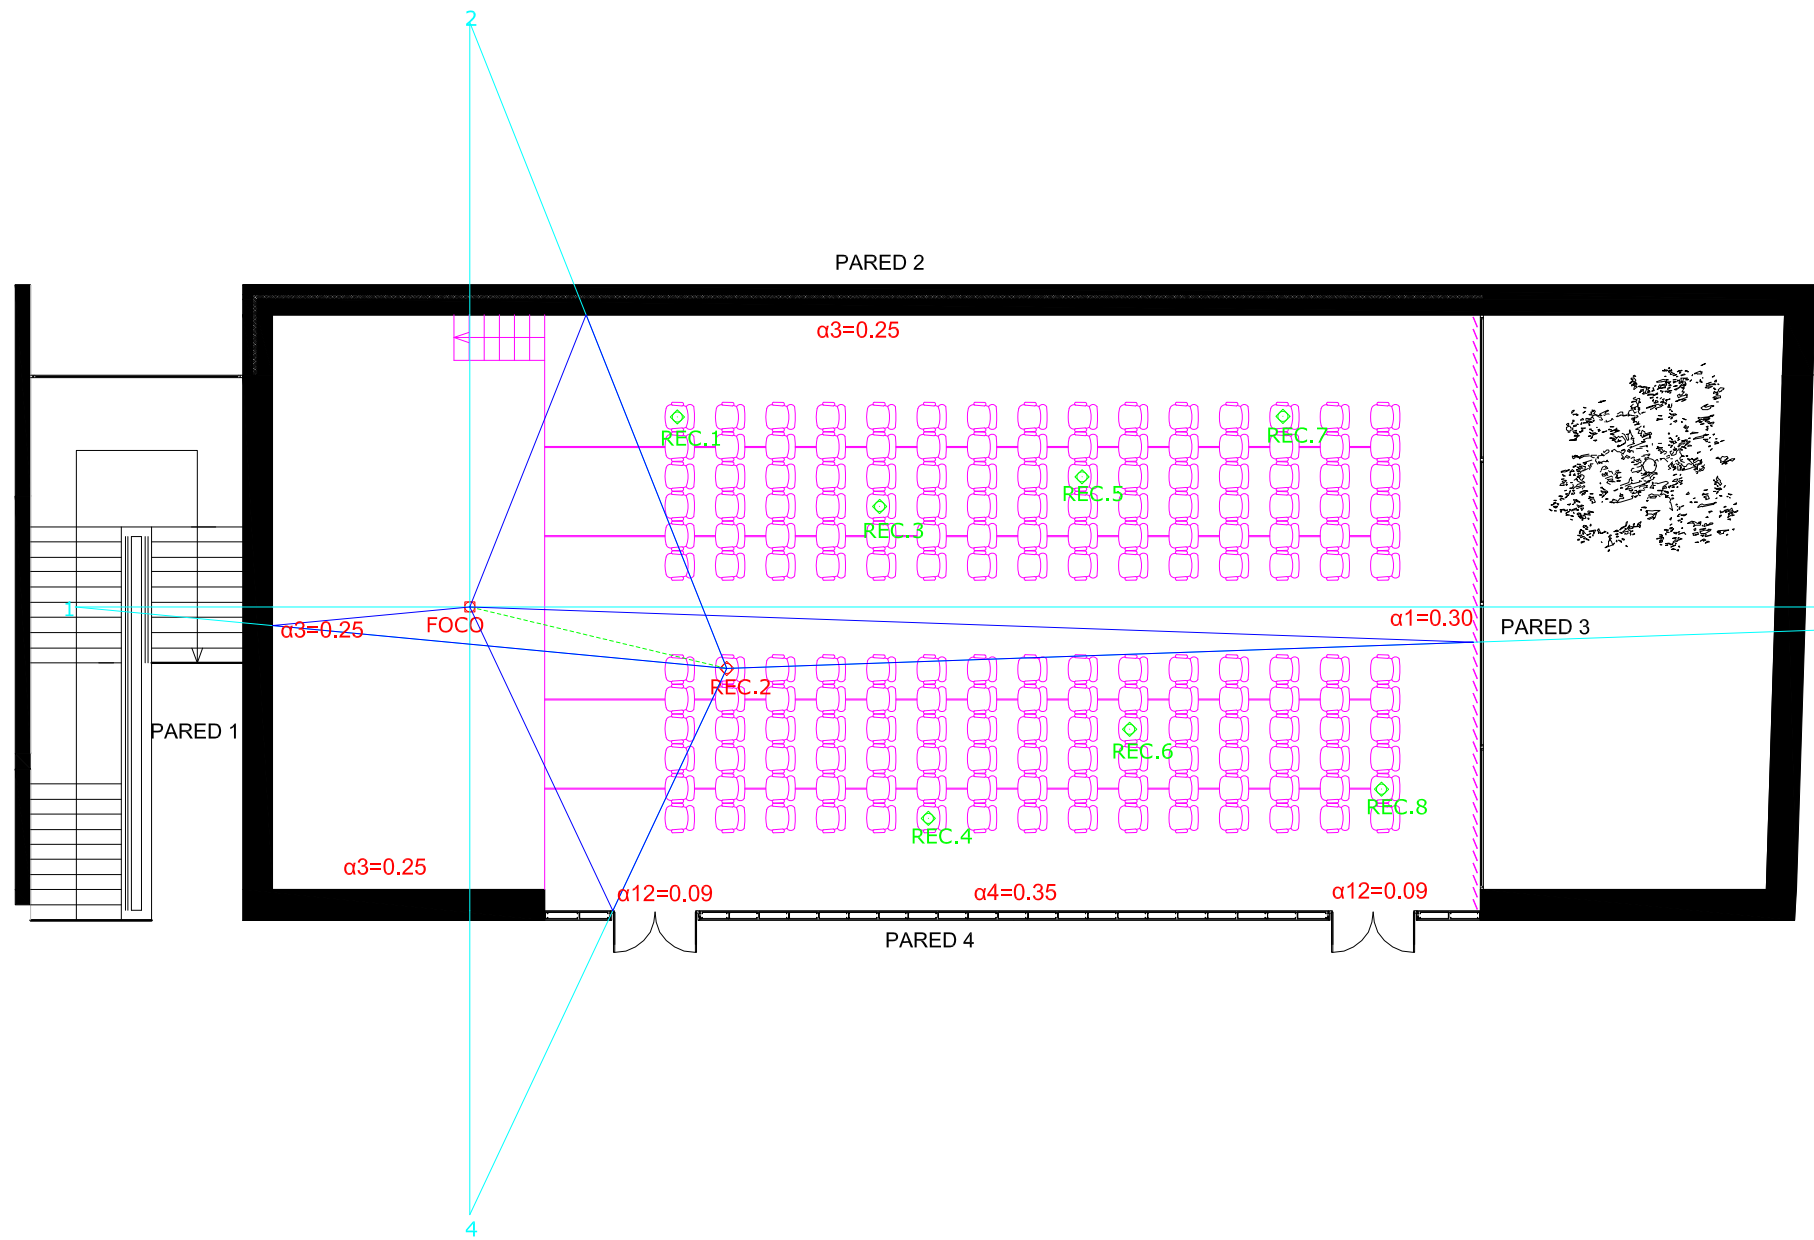 2
PARED 2
α3=0.25
REC.1
REC.7
REC.5
REC.3
1
FOCO
α3=0.25
α1=0.30
PARED 3
REC.2
PARED 1
REC.6
REC.8
REC.4
α3=0.25
α12=0.09
α4=0.35
α12=0.09
PARED 4
4